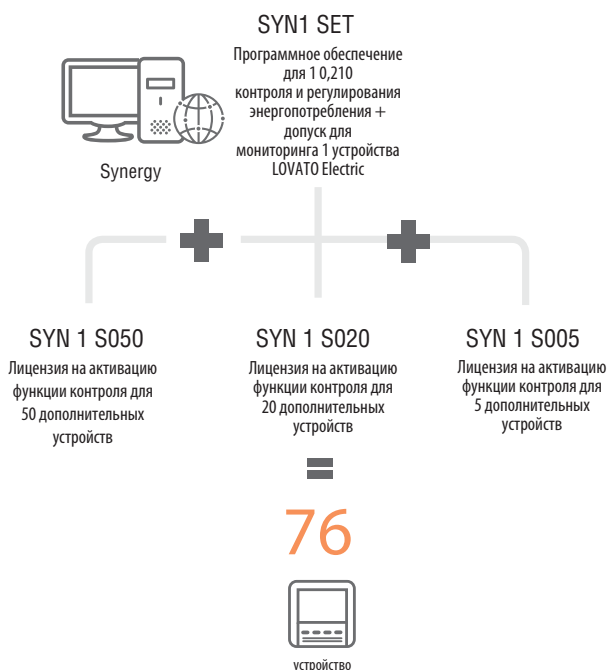 SYN1 SET
Программное обеспечение
для 1 0,210
контроля и регулирования
энергопотребления +
допуск для
мониторинга 1 устройства
LOVATO Electric
Synergy
SYN 1 S050
Лицензия на активацию
функции контроля для
50 дополнительных
устройств
SYN 1 S020
Лицензия на активацию
функции контроля для
20 дополнительных
устройств
SYN 1 S005
Лицензия на активацию
функции контроля для
5 дополнительных
устройств
76
устройство